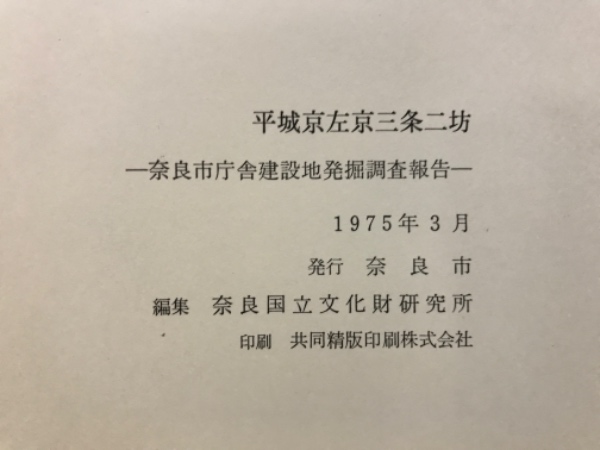 平城京左京三条二坊
―奈良市庁舎建設地発掘調査報告―
1975年3月
発行 奈良市
編集 奈良国立文化財研究所
印刷 共同精版印刷株式会社